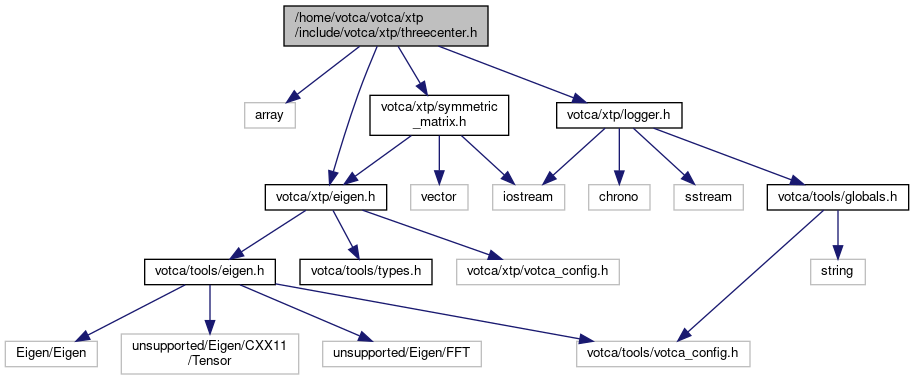 /home/votca/votca/xtp
/include/votca/xtp/threecenter.h
array
votca/xtp/symmetric
_matrix.h
votca/xtp/logger.h
votca/xtp/eigen.h
vector
iostream
chrono
sstream
votca/tools/globals.h
votca/tools/eigen.h
votca/tools/types.h
votca/xtp/votca_config.h
string
Eigen/Eigen
unsupported/Eigen/CXX11
/Tensor
unsupported/Eigen/FFT
votca/tools/votca_config.h